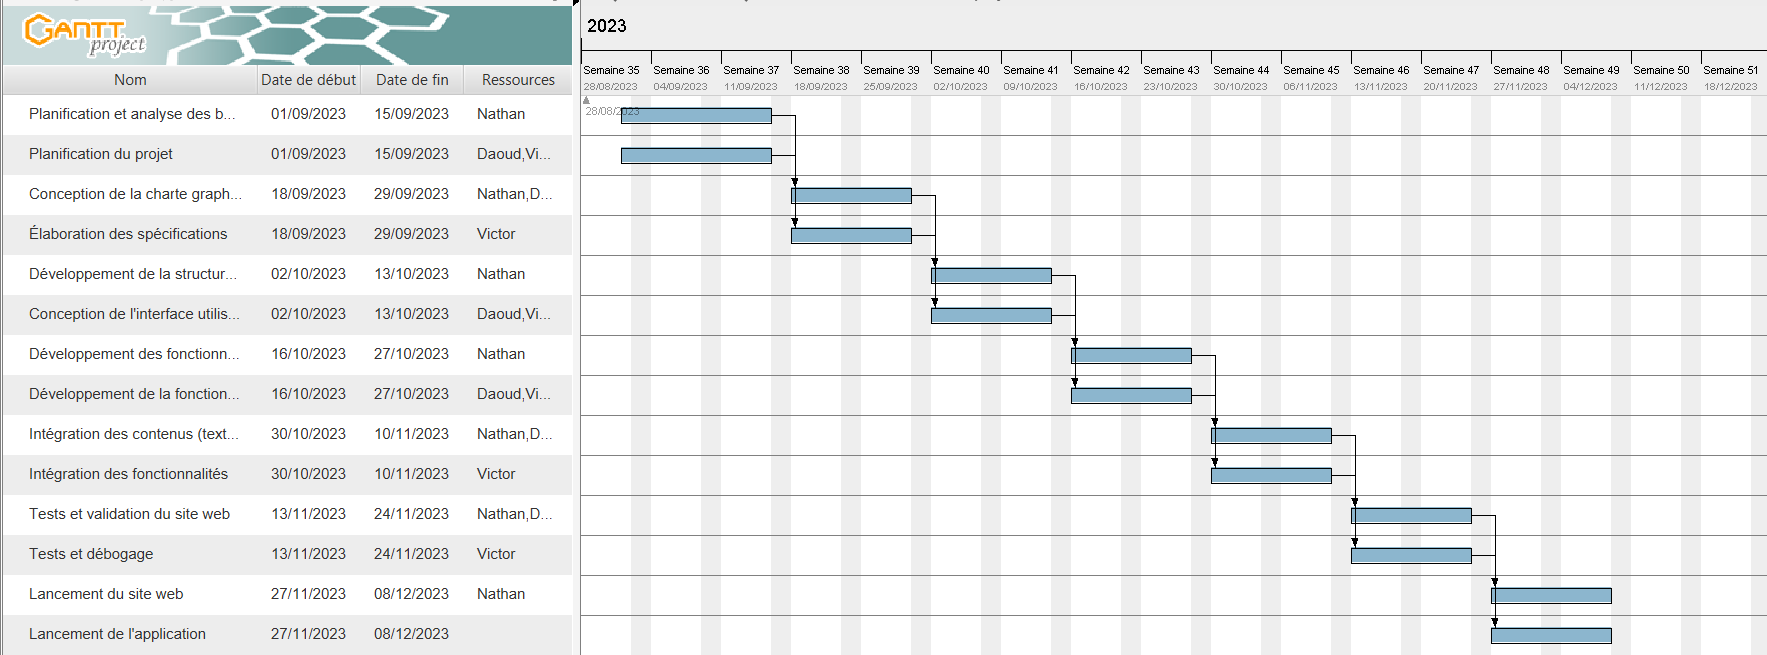 GANTT
project
2023
Nom Date de début Date de fin Ressources
Semaine 35 Semaine 36 Semaine 37 Semaine 38 Semaine 39 Semaine 40 Semaine 41 Semaine 42 Semaine 43 Semaine 44 Semaine 45 Semaine 46 Semaine 47 Semaine 48 Semaine 49 Semaine 50 Semaine 51
28/08/2023 04/09/2023 11/09/2023 18/09/2023 25/09/2023 02/10/2023 09/10/2023 16/10/2023 23/10/2023 30/10/2023 06/11/2023 13/11/2023 20/11/2023 27/11/2023 04/12/2023 11/12/2023 18/12/2023
28/08/2023
Planification et analyse des b... 01/09/2023 15/09/2023 Nathan
Planification du projet 01/09/2023 15/09/2023 Daoud,Vi...
Conception de la charte graph... 18/09/2023 29/09/2023 Nathan,D...
Élaboration des spécifications 18/09/2023 29/09/2023 Victor
Développement de la structur... 02/10/2023 13/10/2023 Nathan
Conception de l'interface utilis... 02/10/2023 13/10/2023 Daoud,Vi...
Développement des fonctionn... 16/10/2023 27/10/2023 Nathan
Développement de la fonction... 16/10/2023 27/10/2023 Daoud,Vi...
Intégration des contenus (text... 30/10/2023 10/11/2023 Nathan,D...
Intégration des fonctionnalités 30/10/2023 10/11/2023 Victor
Tests et validation du site web 13/11/2023 24/11/2023 Nathan,D...
Tests et débogage 13/11/2023 24/11/2023 Victor
Lancement du site web 27/11/2023 08/12/2023 Nathan
Lancement de l'application 27/11/2023 08/12/2023